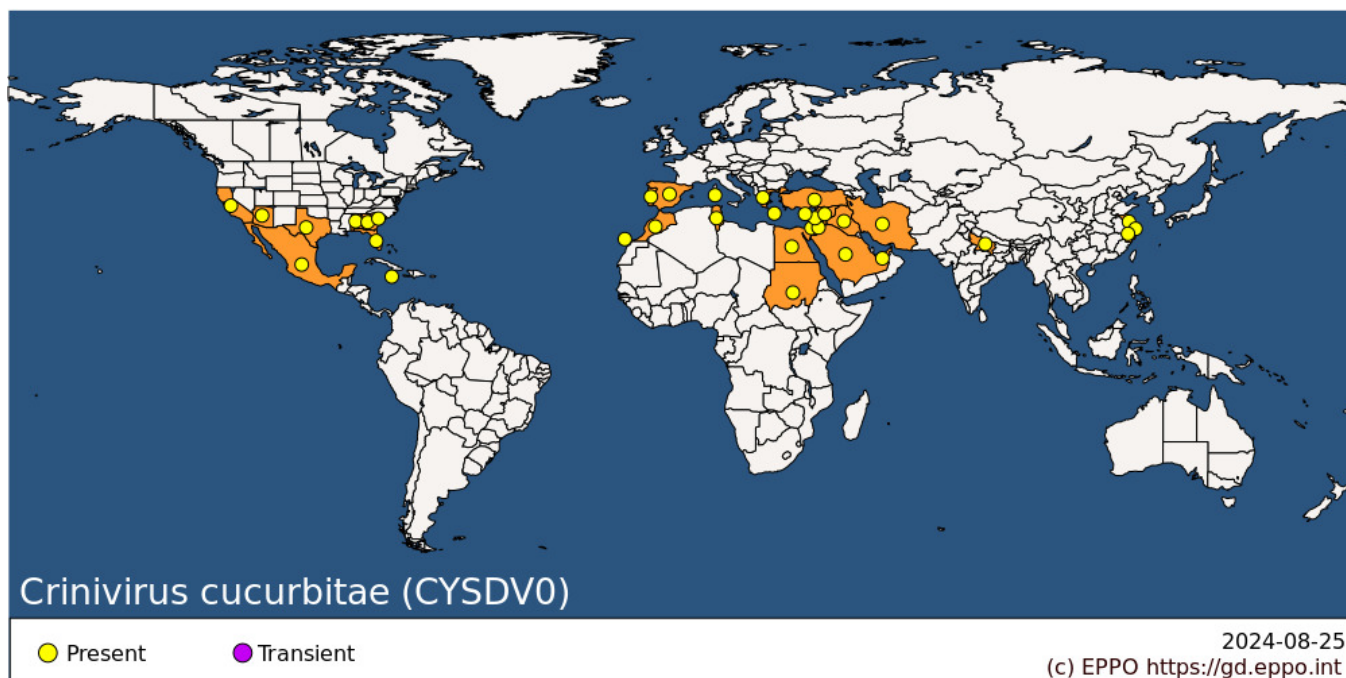 Crinivirus cucurbitae (CYSDV0)
Present
Transient
2024-08-25
(c) EPPO https://gd.eppo.int